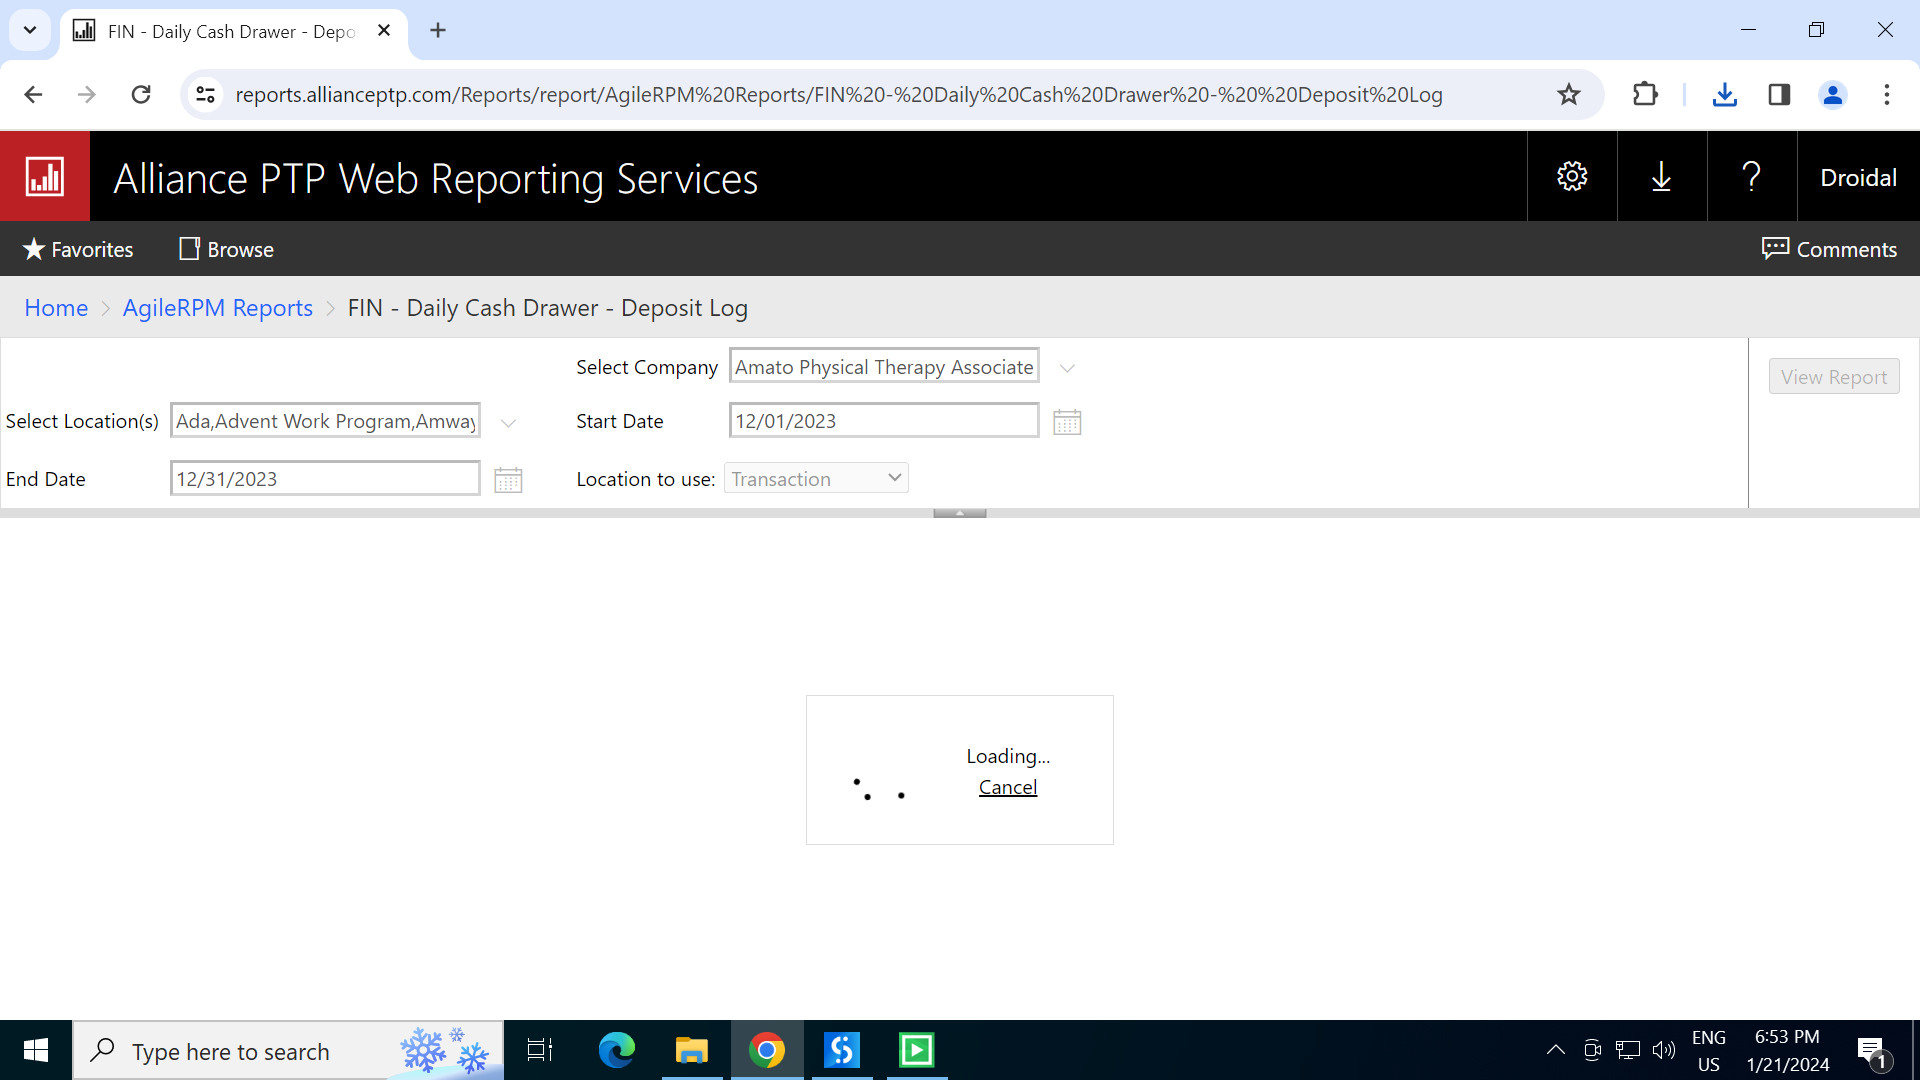 FIN - Daily Cash Drawer - Depo
reports.allianceptp.com/Reports/report/AgileRPM%20Reports/FIN%20-%20Daily%20Cash%20Drawer%20-%20%20Deposit%20Log
Alliance PTP Web Reporting Services
Droidal
Favorites
Browse
Comments
Home > AgileRPM Reports > FIN - Daily Cash Drawer - Deposit Log
Select Company
Amato Physical Therapy Associate
View Report
Select Location(s)
Ada,Advent Work Program,Amway
Start Date
12/01/2023
End Date
12/31/2023
Location to use:
Transaction
Loading...
Cancel
Type here to search
ENG
US
6:53 PM
1/21/2024
1